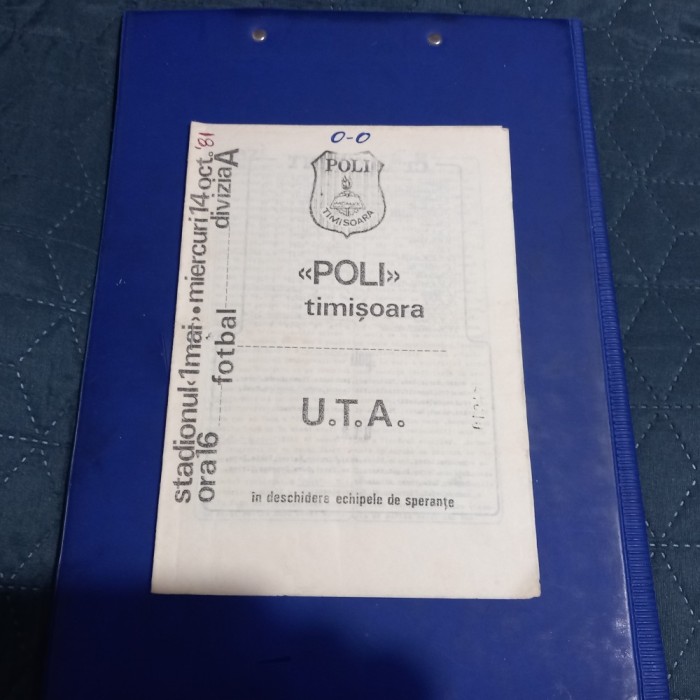 0-0
POLI
TIMISOARA
«POLI»
timișoara
U.T.A.
în deschidere echipele de speranțe
stadionul ‹1 mai› • miercuri 14 oct. '81
ora 16 fotbal divizia A